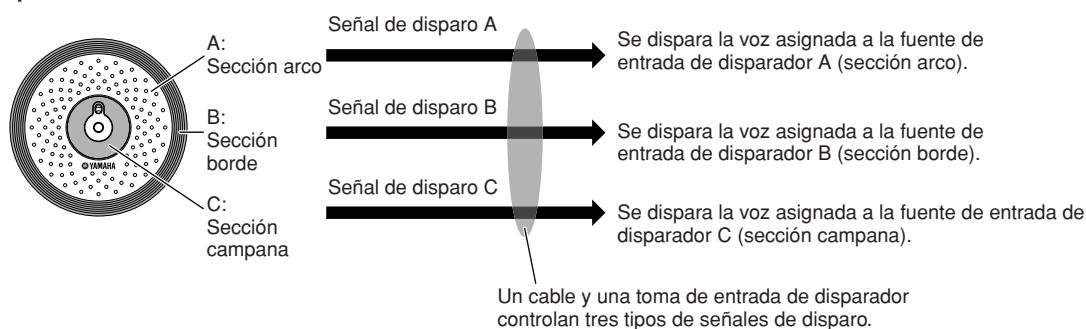 A:
Sección arco
B:
Sección
borde
C:
Sección
campana
YAMAHA
Señal de disparo A
Se dispara la voz asignada a la fuente de
entrada de disparador A (sección arco).
Señal de disparo B
Se dispara la voz asignada a la fuente de
entrada de disparador B (sección borde).
Señal de disparo C
Se dispara la voz asignada a la fuente de entrada de
disparador C (sección campana).
Un cable y una toma de entrada de disparador
controlan tres tipos de señales de disparo.